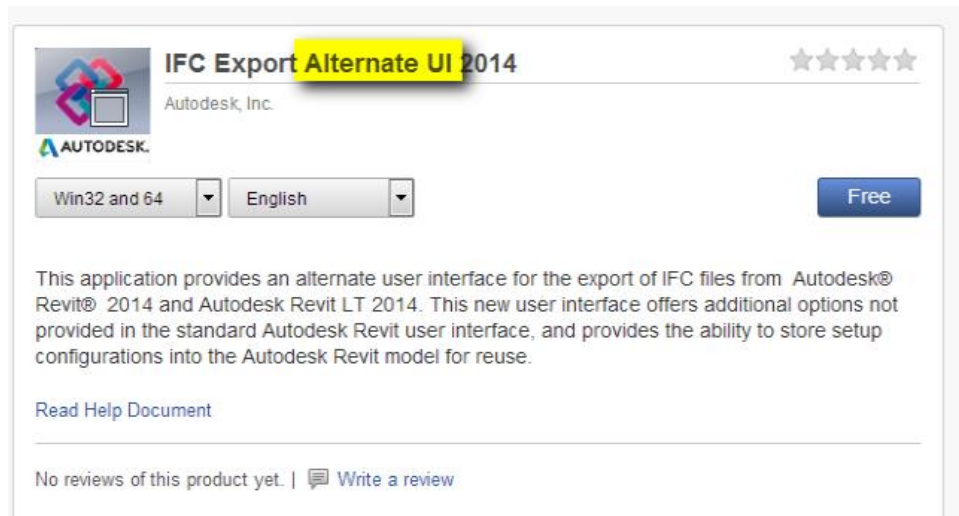 IFC Export Alternate UI 2014
Autodesk, Inc.
AUTODESK.
Win32 and 64
English
Free
This application provides an alternate user interface for the export of IFC files from Autodesk®
Revit® 2014 and Autodesk Revit LT 2014. This new user interface offers additional options not
provided in the standard Autodesk Revit user interface, and provides the ability to store setup
configurations into the Autodesk Revit model for reuse.
Read Help Document
No reviews of this product yet. | Write a review